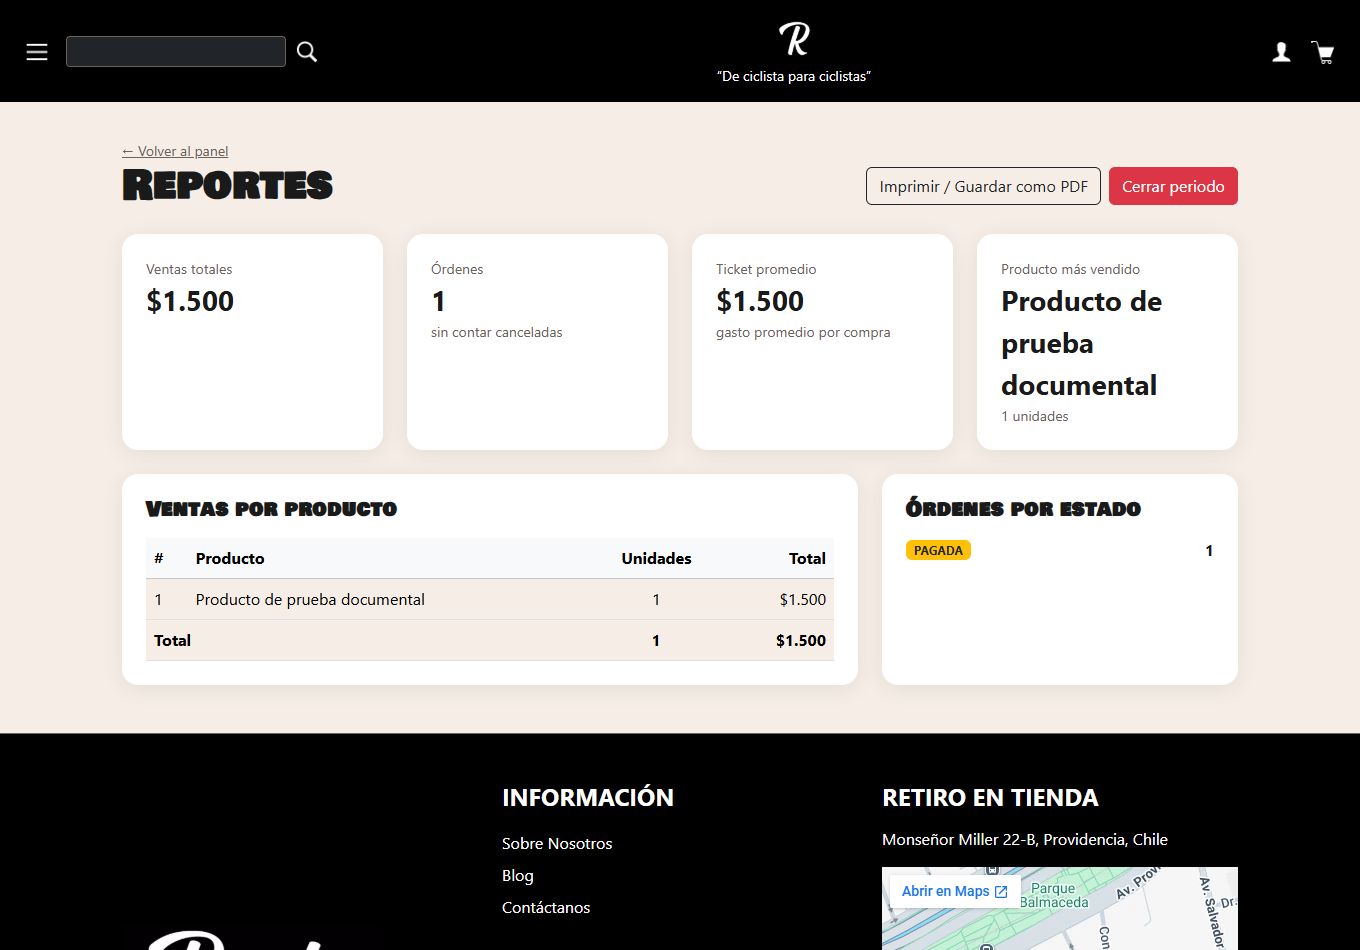 R
“De ciclista para ciclistas”
← Volver al panel
Reportes
Imprimir / Guardar como PDF
Cerrar periodo
Ventas totales
$1.500
Órdenes
1
sin contar canceladas
Ticket promedio
$1.500
gasto promedio por compra
Producto más vendido
Producto de
prueba
documental
1 unidades
Ventas por producto
# Producto Unidades Total
1 Producto de prueba documental 1 $1.500
Total 1 $1.500
Órdenes por estado
PAGADA 1
INFORMACIÓN
Sobre Nosotros
Blog
Contáctanos
RETIRO EN TIENDA
Monseñor Miller 22-B, Providencia, Chile
Abrir en Maps
Parque
Balmaceda
Av. Prov
Av. Salvador
Dr.
Con